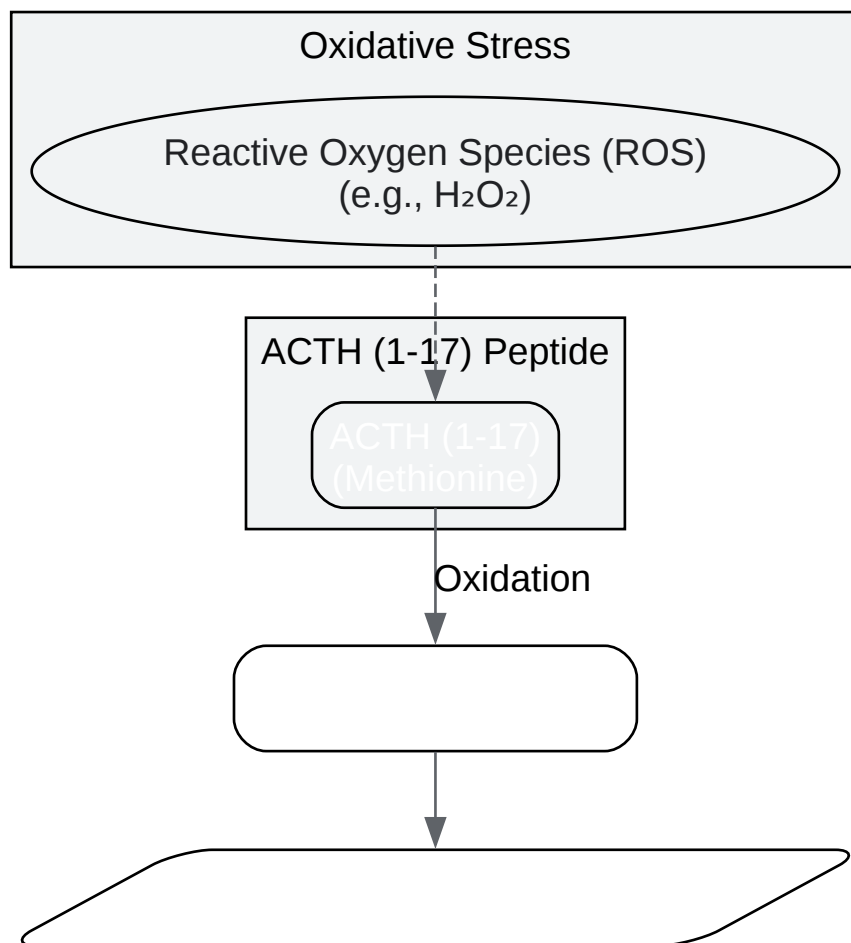 Oxidative Stress
Reactive Oxygen Species (ROS)
(e.g., H₂O₂)
ACTH (1-17) Peptide
ACTH (1-17)
(Methionine)
Oxidation